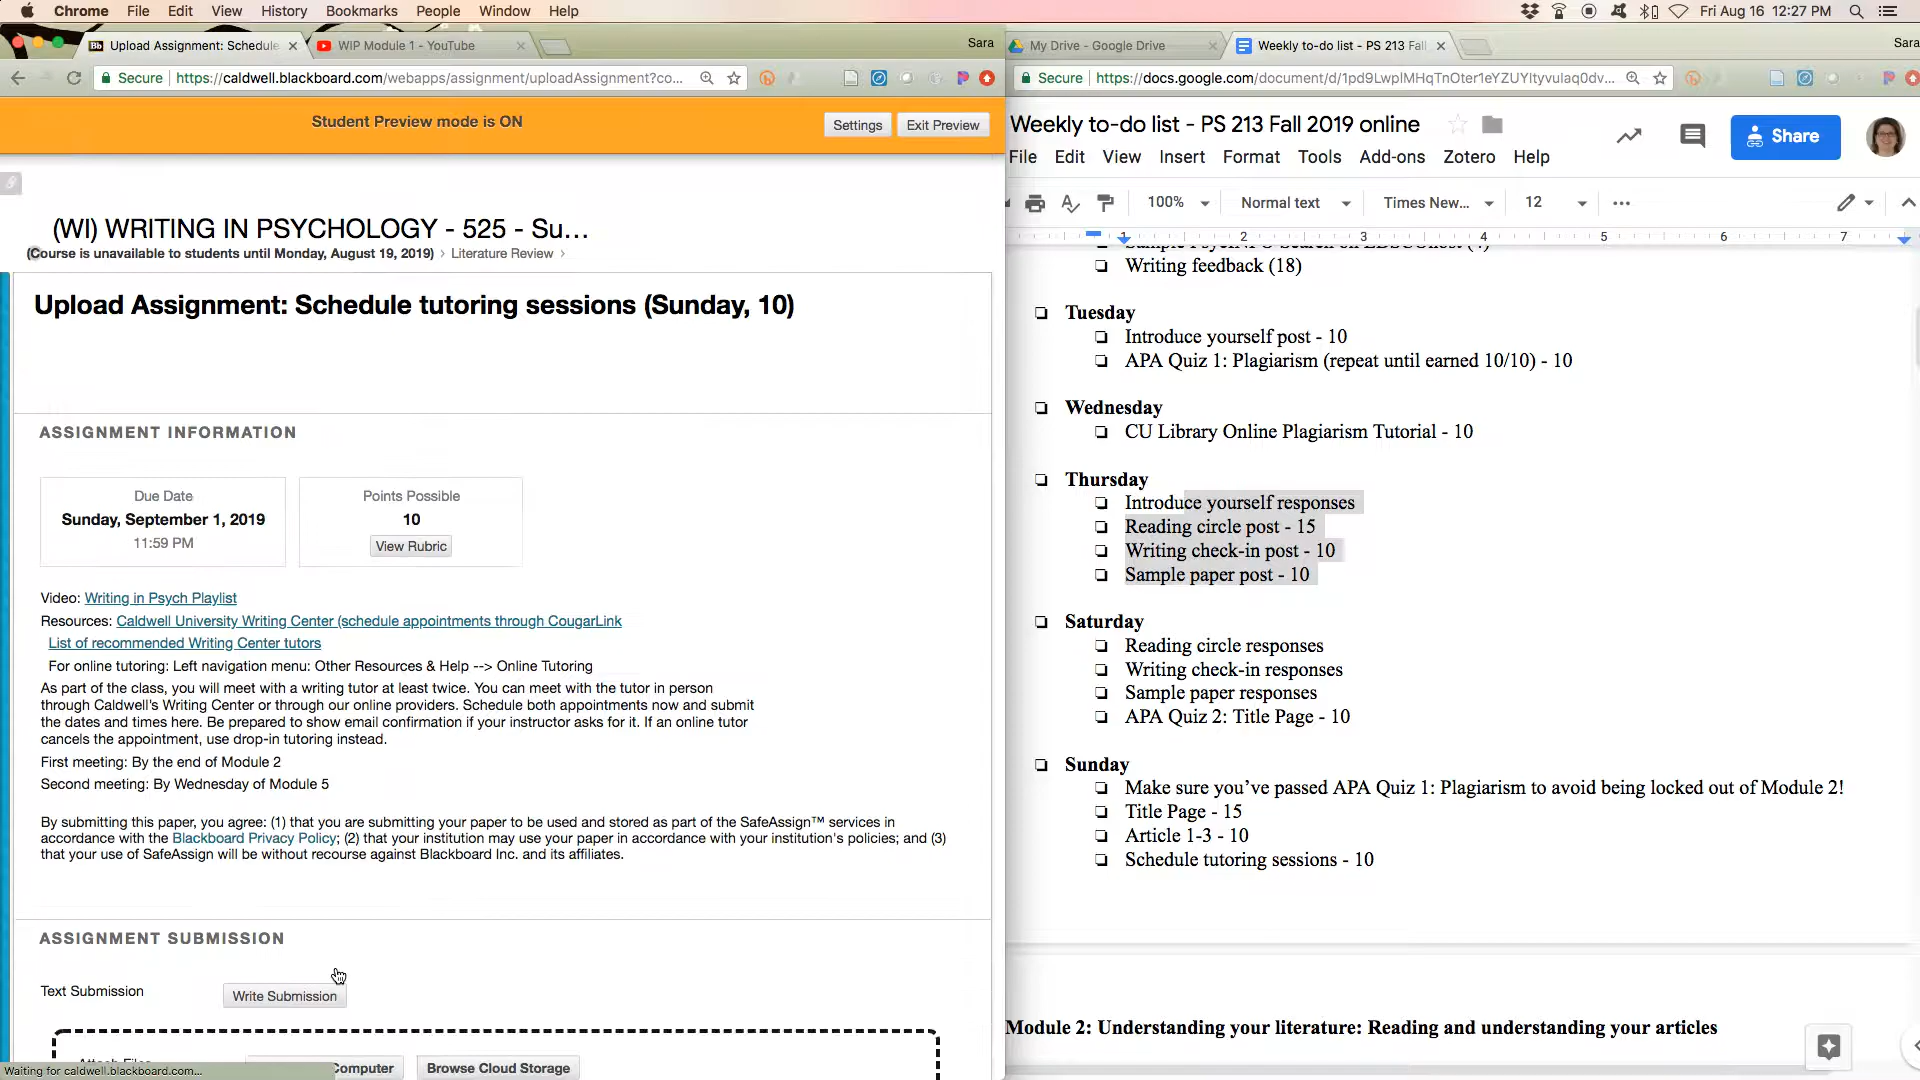 Chrome File Edit View History Bookmarks People Window Help
Fri Aug 16 12:27 PM
Bb Upload Assignment: Schedule
WIP Module 1 - YouTube
Sara
Secure https://caldwell.blackboard.com/webapps/assignment/uploadAssignment?co...
Student Preview mode is ON
Settings
Exit Preview
(WI) WRITING IN PSYCHOLOGY - 525 - Su...
(Course is unavailable to students until Monday, August 19, 2019) > Literature Review >
Upload Assignment: Schedule tutoring sessions (Sunday, 10)
ASSIGNMENT INFORMATION
Due Date
Sunday, September 1, 2019
11:59 PM
Points Possible
10
View Rubric
Video: Writing in Psych Playlist
Resources: Caldwell University Writing Center (schedule appointments through CougarLink
List of recommended Writing Center tutors
For online tutoring: Left navigation menu: Other Resources & Help --> Online Tutoring
As part of the class, you will meet with a writing tutor at least twice. You can meet with the tutor in person
through Caldwell's Writing Center or through our online providers. Schedule both appointments now and submit
the dates and times here. Be prepared to show email confirmation if your instructor asks for it. If an online tutor
cancels the appointment, use drop-in tutoring instead.
First meeting: By the end of Module 2
Second meeting: By Wednesday of Module 5
By submitting this paper, you agree: (1) that you are submitting your paper to be used and stored as part of the SafeAssign™ services in
accordance with the Blackboard Privacy Policy; (2) that your institution may use your paper in accordance with your institution's policies; and (3)
that your use of SafeAssign will be without recourse against Blackboard Inc. and its affiliates.
ASSIGNMENT SUBMISSION
Text Submission
Write Submission
Computer
Browse Cloud Storage
Waiting for caldwell.blackboard.com...
My Drive - Google Drive
Weekly to-do list - PS 213 Fall
Sara
Secure https://docs.google.com/document/d/1pd9LwpIMHqTnOter1eYZUYltyvulaq0dv...
Weekly to-do list - PS 213 Fall 2019 online
File Edit View Insert Format Tools Add-ons Zotero Help
Share
100% Normal text Times New... 12
1 2 3 4 5 6 7
Writing feedback (18)
Tuesday
Introduce yourself post - 10
APA Quiz 1: Plagiarism (repeat until earned 10/10) - 10
Wednesday
CU Library Online Plagiarism Tutorial - 10
Thursday
Introduce yourself responses
Reading circle post - 15
Writing check-in post - 10
Sample paper post - 10
Saturday
Reading circle responses
Writing check-in responses
Sample paper responses
APA Quiz 2: Title Page - 10
Sunday
Make sure you've passed APA Quiz 1: Plagiarism to avoid being locked out of Module 2!
Title Page - 15
Article 1-3 - 10
Schedule tutoring sessions - 10
Module 2: Understanding your literature: Reading and understanding your articles